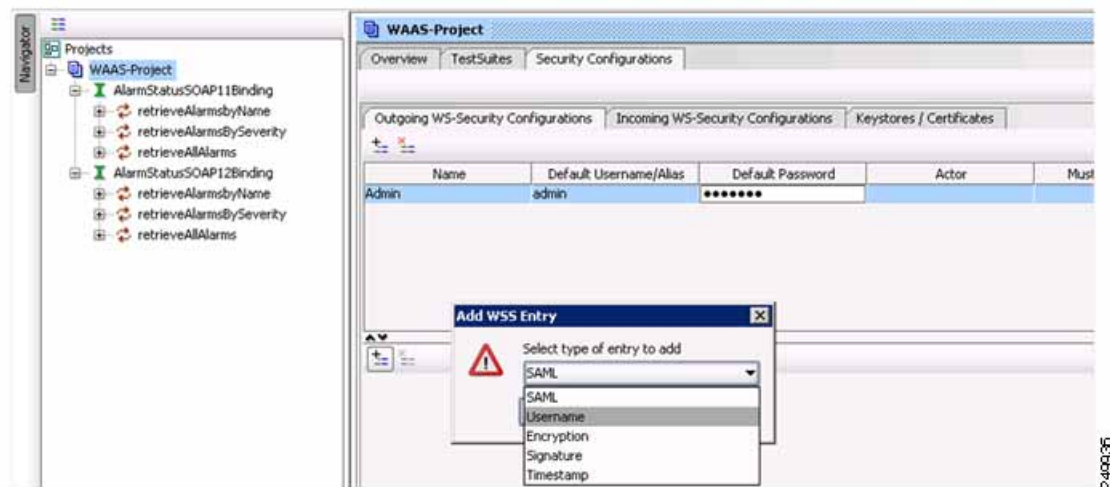 Navigator
Projects
WAAS-Project
AlarmStatusSOAP11Binding
retrieveAlarmsbyName
retrieveAlarmsBySeverity
retrieveAllAlarms
AlarmStatusSOAP12Binding
retrieveAlarmsbyName
retrieveAlarmsBySeverity
retrieveAllAlarms
WAAS-Project
Overview TestSuites Security Configurations
Outgoing WS-Security Configurations Incoming WS-Security Configurations Keystores / Certificates
Name Default Username/Alias Default Password Actor Must
Admin admin •••••••
Add WSS Entry
Select type of entry to add
SAML
SAML
Username
Encryption
Signature
Timestamp
249935